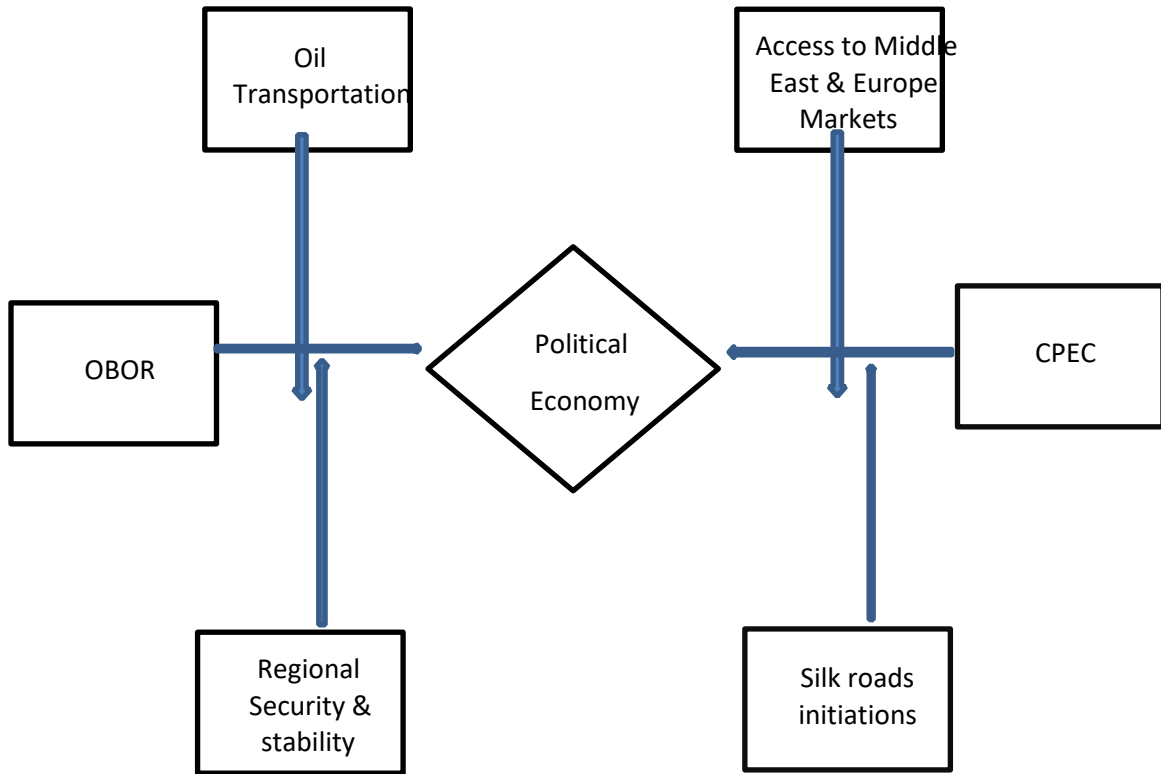 Oil
Transportation
Access to Middle
East & Europe
Markets
OBOR
Political
Economy
CPEC
Regional
Security &
stability
Silk roads
initiations